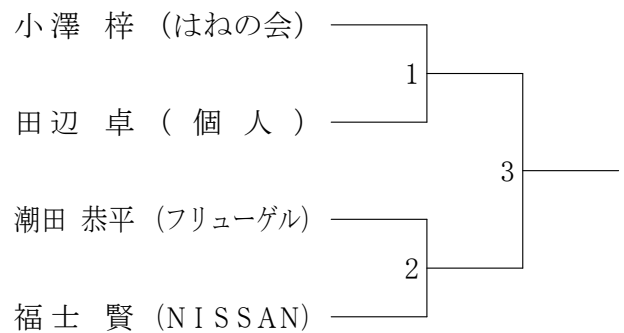 小澤 梓 (はねの会)
1
田辺 卓 ( 個 人 )
3
潮田 恭平 (フリューゲル)
2
福士 賢 (NISSAN)